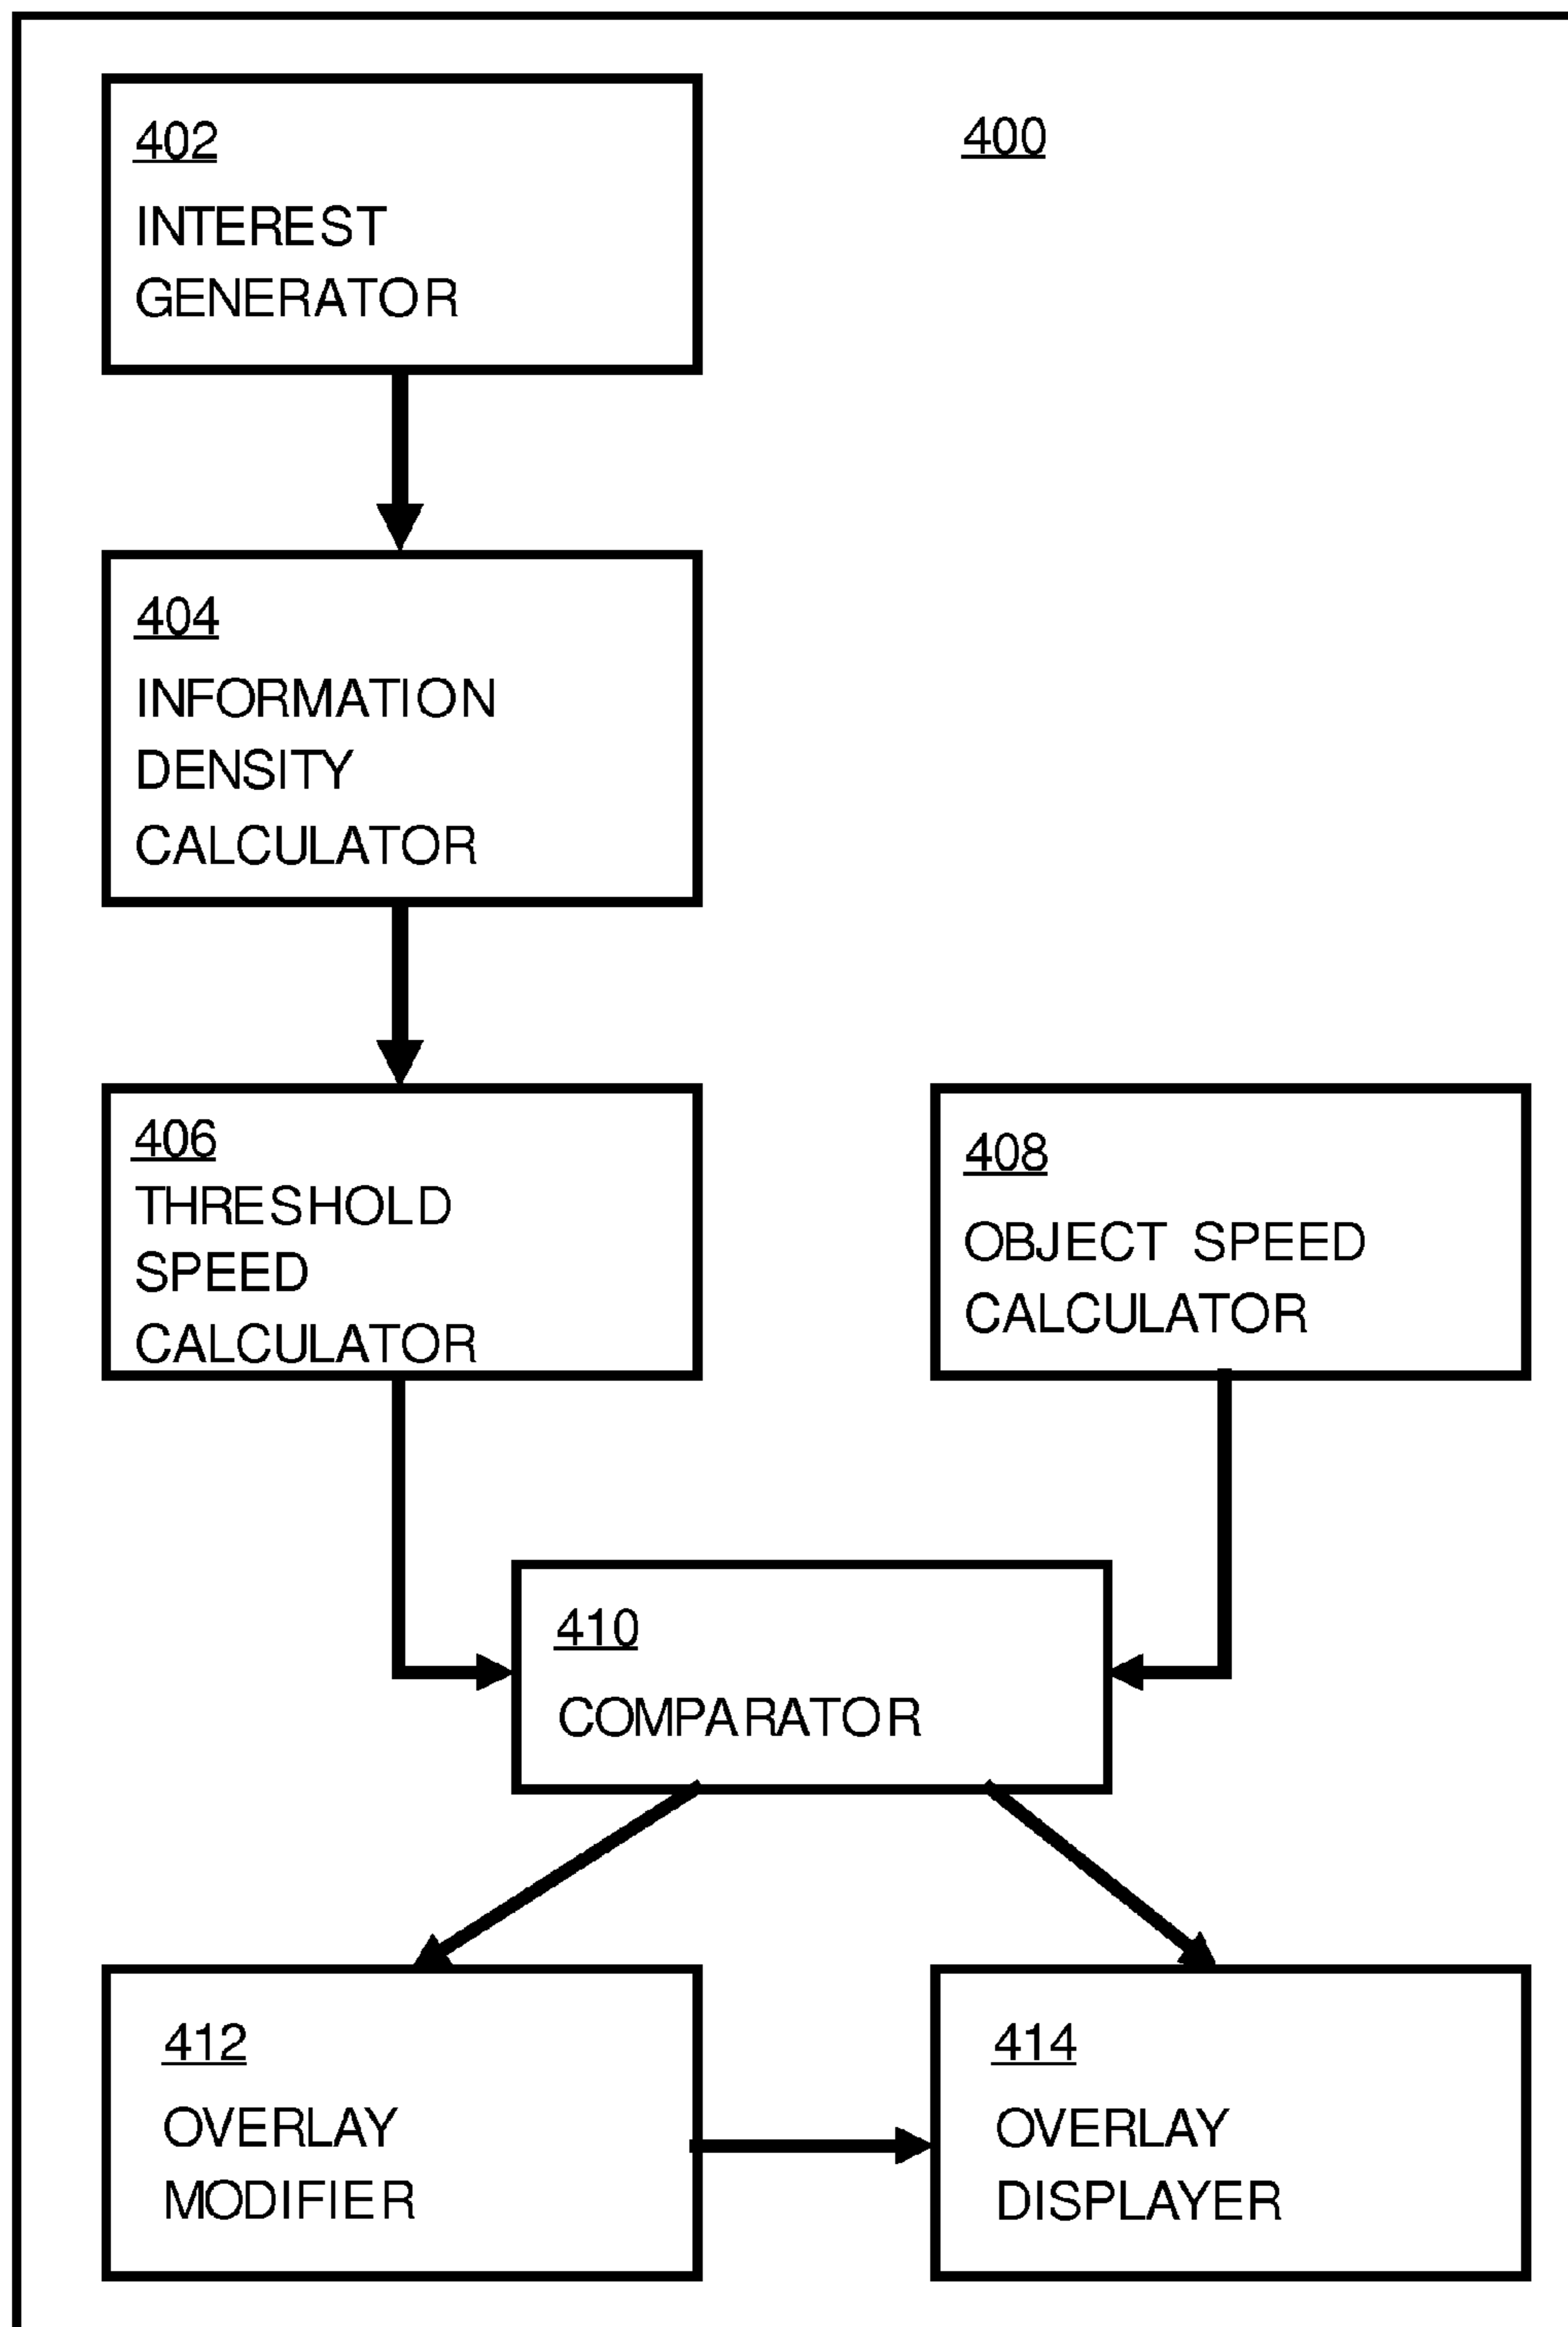 402
INTEREST
GENERATOR
400
404
INFORMATION
DENSITY
CALCULATOR
406
THRESHOLD
SPEED
CALCULATOR
408
OBJECT SPEED
CALCULATOR
410
COMPARATOR
412
OVERLAY
MODIFIER
414
OVERLAY
DISPLAYER